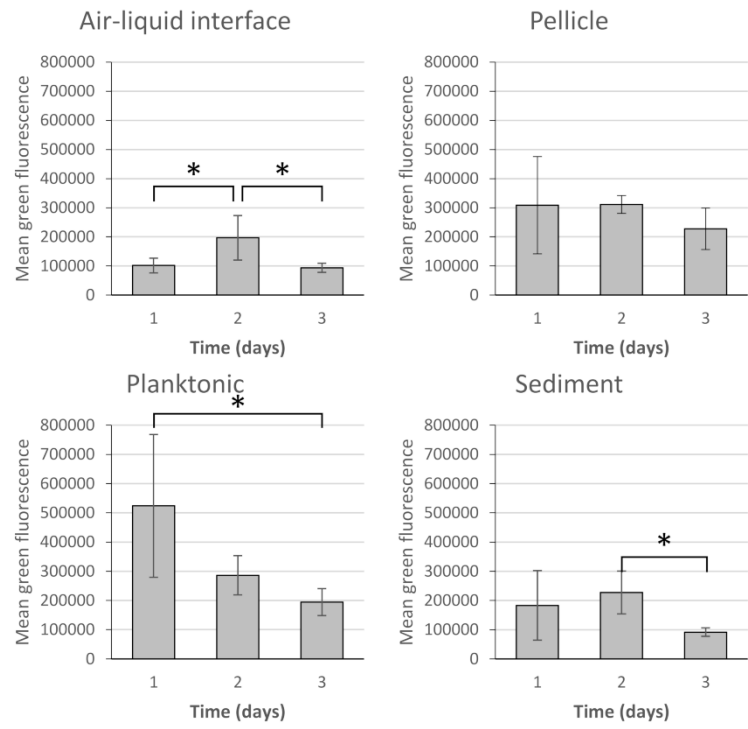 Air-liquid interface
Mean green fluorescence
800000
700000
600000
500000
400000
300000
200000
100000
0
*
*
1 2 3
Time (days)
Pellicle
Mean green fluorescence
800000
700000
600000
500000
400000
300000
200000
100000
0
1 2 3
Time (days)
Planktonic
Mean green fluorescence
800000
700000
600000
500000
400000
300000
200000
100000
0
*
1 2 3
Time (days)
Sediment
Mean green fluorescence
800000
700000
600000
500000
400000
300000
200000
100000
0
*
1 2 3
Time (days)